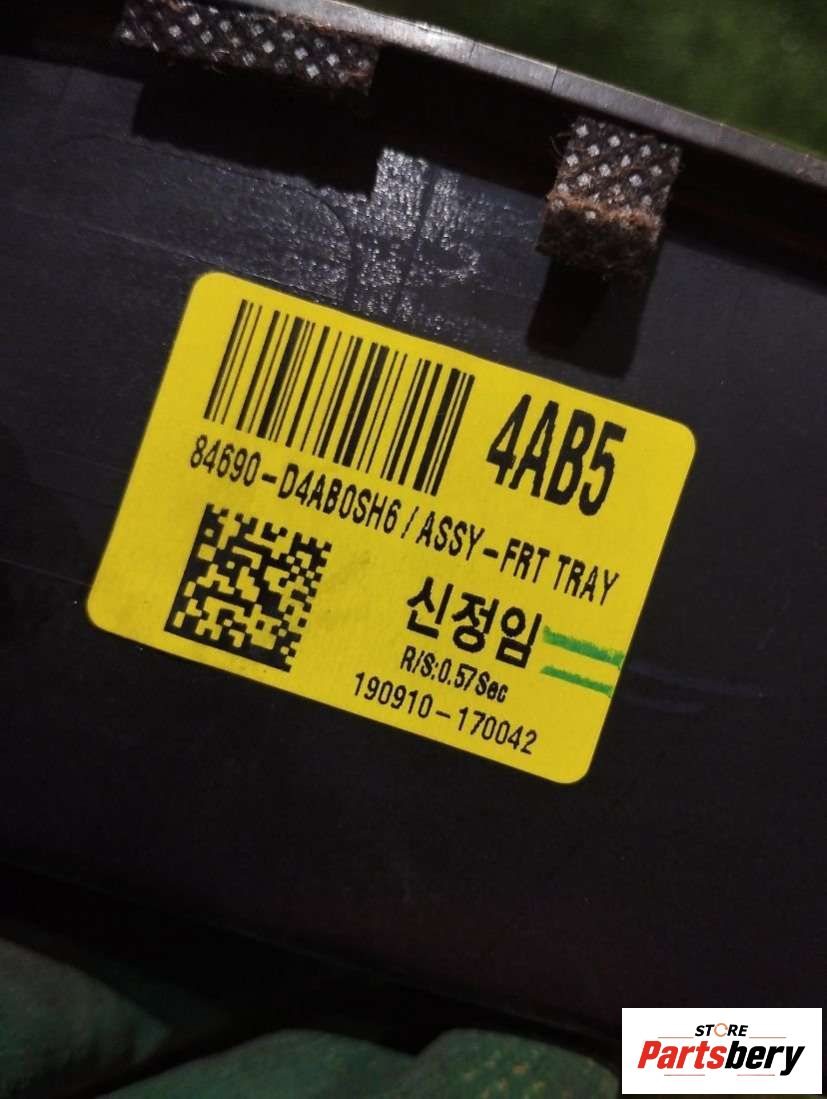 4AB5
84690-D4AB0SH6 / ASSY-FRT TRAY
신정임
R/S:0.57Sec
190910-170042
STORE
Partsbery